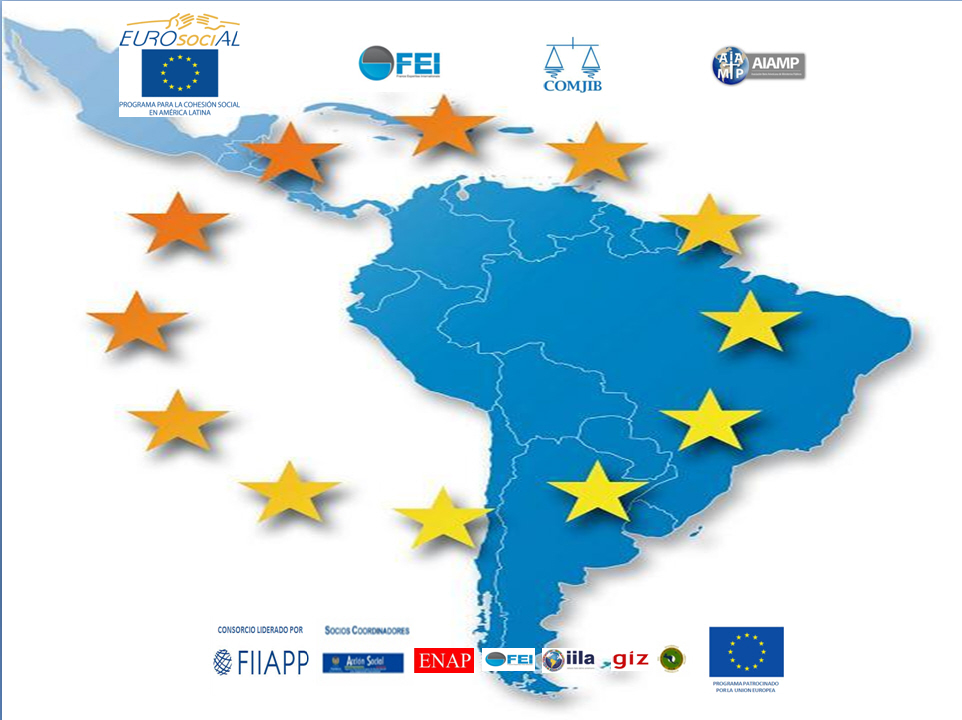 EUROsociAL
PROGRAMA PARA LA COHESIÓN SOCIAL
EN AMÉRICA LATINA
FEI
COMJIB
AIAMP
AIAMP
CONSORCIO LIDERADO POR
SOCIOS COORDINADORES
FIIAPP
Acción Social
ENAP
FEI
iila
giz
PROGRAMA PATROCINADO
POR LA UNION EUROPEA